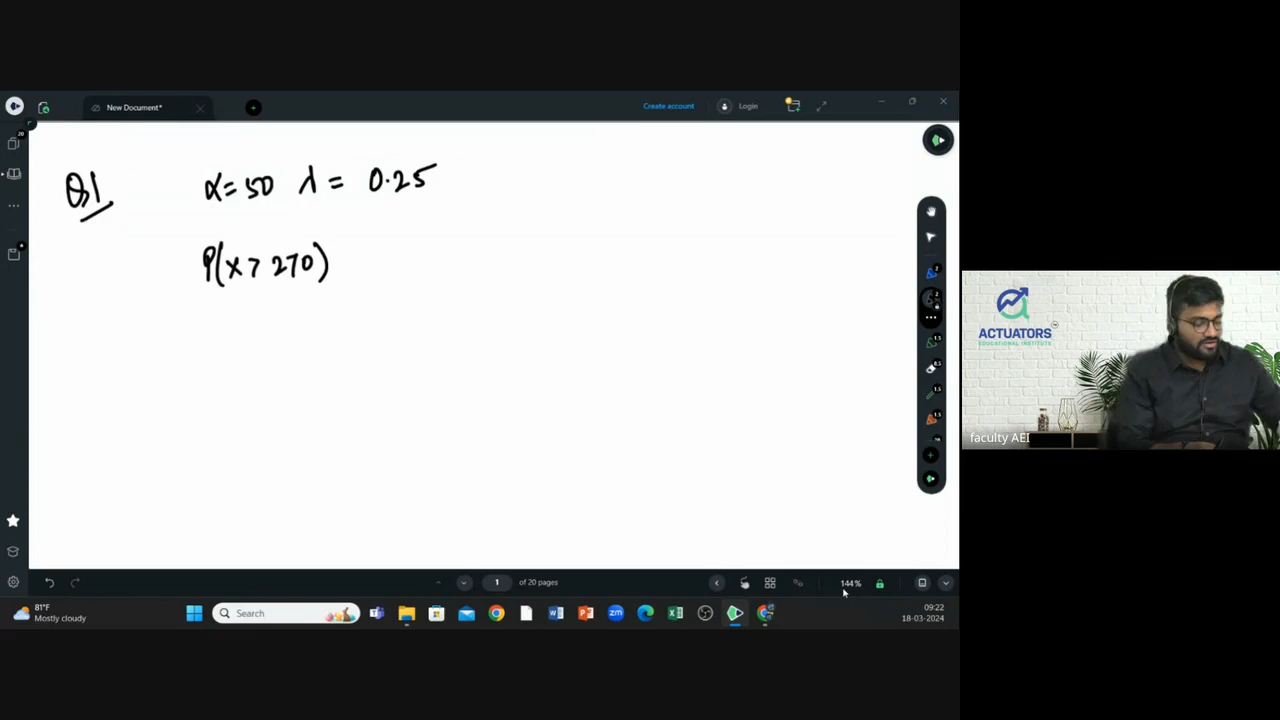 New Document*
Create account
Login
20
Q1 α=50 λ = 0.25
P(X > 270)
ACTUATORS
EDUCATIONAL INSTITUTE
faculty AEI
1 of 20 pages
144%
81°F
Mostly cloudy
Search
09:22
18-03-2024